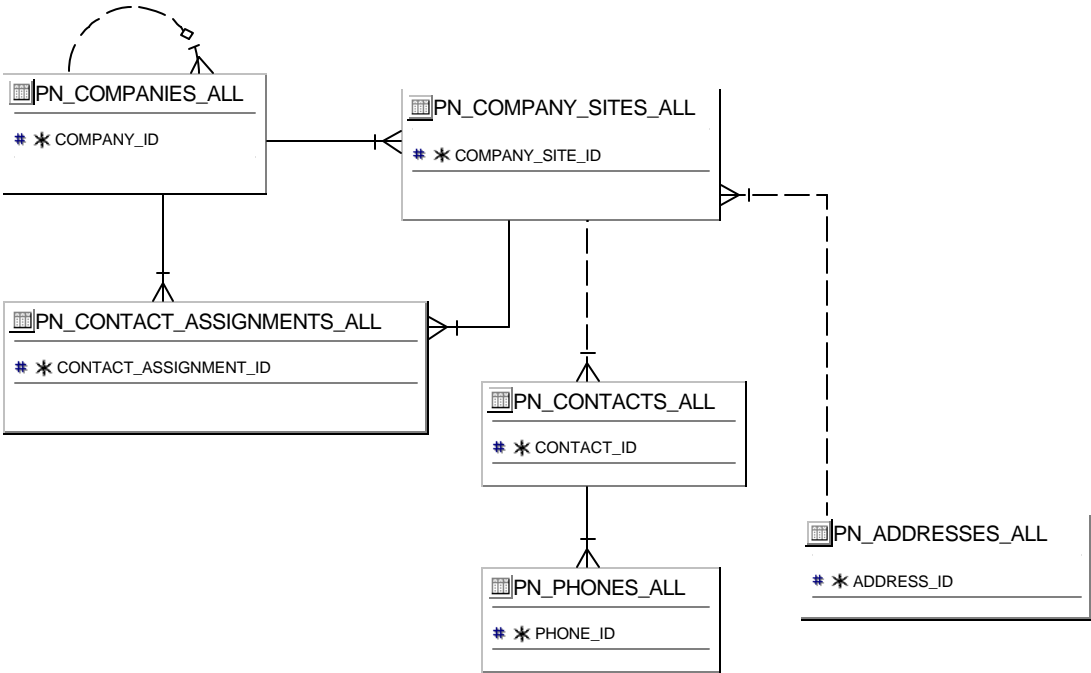 PN_COMPANIES_ALL
# * COMPANY_ID
PN_COMPANY_SITES_ALL
# * COMPANY_SITE_ID
PN_CONTACT_ASSIGNMENTS_ALL
# * CONTACT_ASSIGNMENT_ID
PN_CONTACTS_ALL
# * CONTACT_ID
PN_ADDRESSES_ALL
# * ADDRESS_ID
PN_PHONES_ALL
# * PHONE_ID